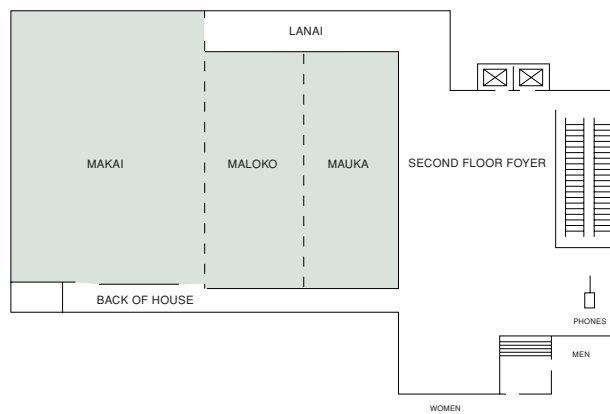 LANAI
MAKAI
MALOKO
MAUKA
SECOND FLOOR FOYER
BACK OF HOUSE
PHONES
MEN
WOMEN